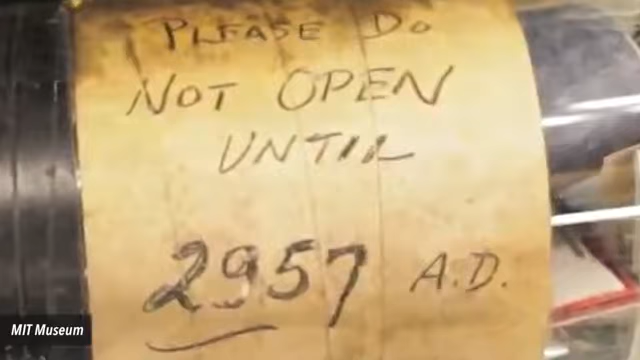 PLEASE DO
NOT OPEN
UNTIL
2957 A.D.
MIT Museum